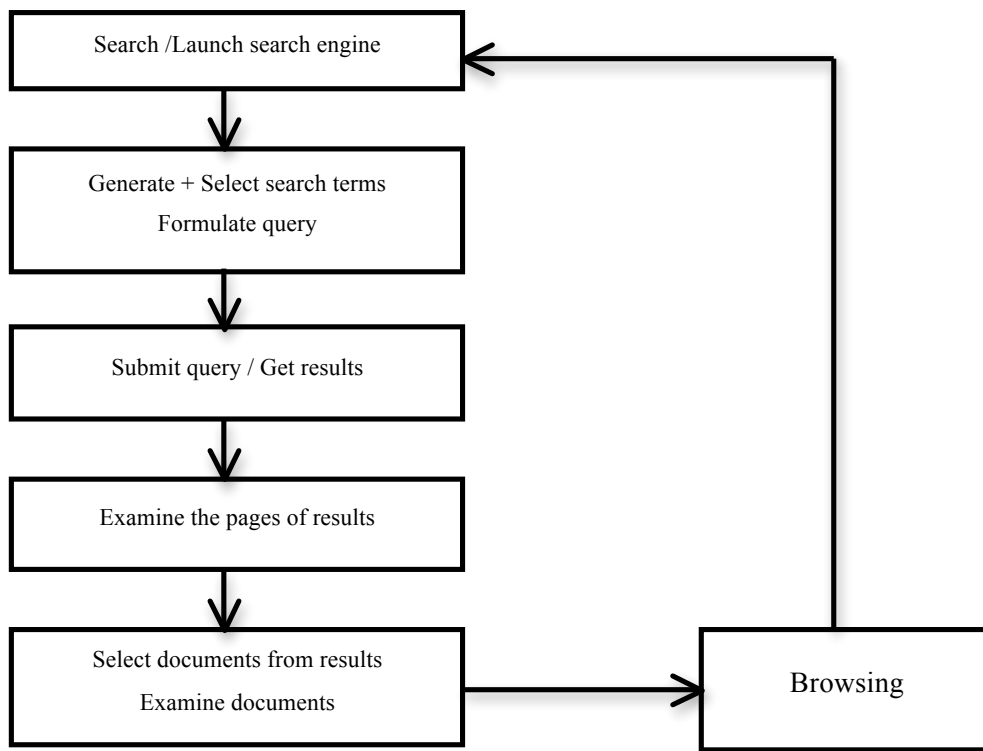 Search /Launch search engine
Generate + Select search terms
Formulate query
Submit query / Get results
Examine the pages of results
Select documents from results
Examine documents
Browsing